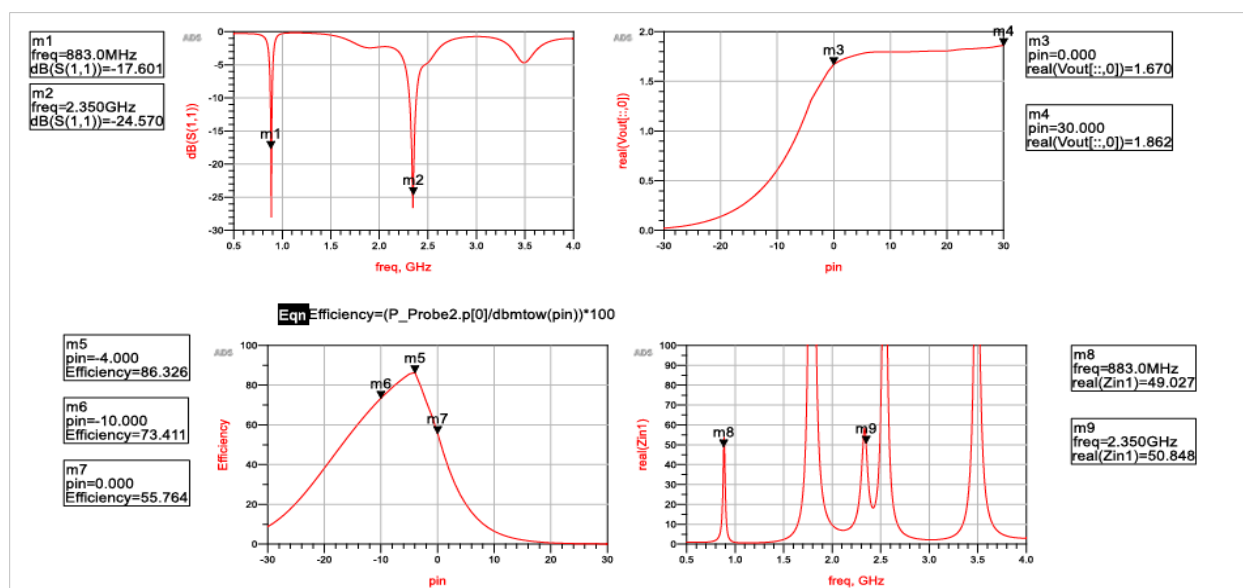 m1
freq=883.0MHz
dB(S(1,1))=-17.601
m2
freq=2.350GHz
dB(S(1,1))=-24.570
ADS
dB(S(1,1))
0
-5
-10
-15
-20
-25
-30
m1
m2
0.5 1.0 1.5 2.0 2.5 3.0 3.5 4.0
freq, GHz
ADS
real(Vout[::,0])
2.0
1.5
1.0
0.5
0.0
m3
m4
-30 -20 -10 0 10 20 30
pin
m3
pin=0.000
real(Vout[::,0])=1.670
m4
pin=30.000
real(Vout[::,0])=1.862
Eqn Efficiency=(P_Probe2.p[0]/dbmtow(pin))*100
m5
pin=-4.000
Efficiency=86.326
m6
pin=-10.000
Efficiency=73.411
m7
pin=0.000
Efficiency=55.764
ADS
Efficiency
100
80
60
40
20
0
m5
m6
m7
-30 -20 -10 0 10 20 30
pin
ADS
real(Zin1)
100
90
80
70
60
50
40
30
20
10
0
m8
m9
0.5 1.0 1.5 2.0 2.5 3.0 3.5 4.0
freq, GHz
m8
freq=883.0MHz
real(Zin1)=49.027
m9
freq=2.350GHz
real(Zin1)=50.848